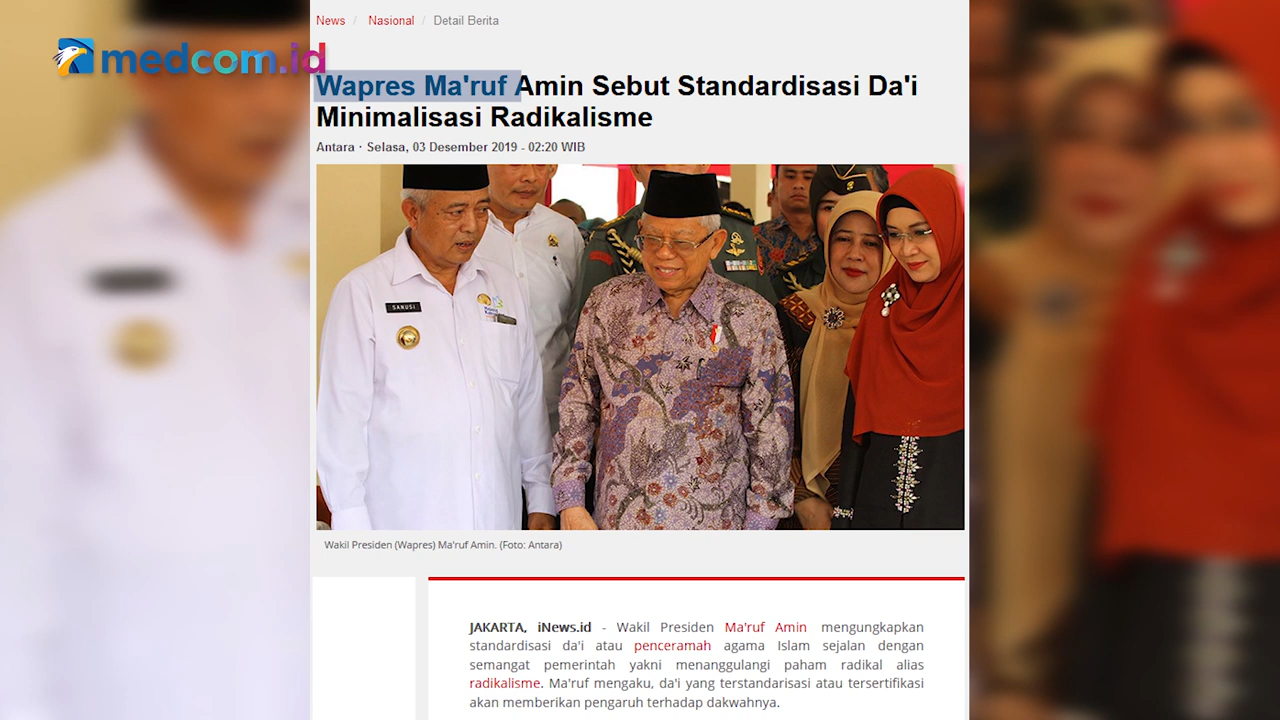 News / Nasional / Detail Berita
medcom.id
Wapres Ma'ruf Amin Sebut Standardisasi Da'i
Minimalisasi Radikalisme
Antara · Selasa, 03 Desember 2019 - 02:20 WIB
SANUSI
Wakil Presiden (Wapres) Ma'ruf Amin. (Foto: Antara)
JAKARTA, iNews.id - Wakil Presiden Ma'ruf Amin mengungkapkan
standardisasi da'i atau penceramah agama Islam sejalan dengan
semangat pemerintah yakni menanggulangi paham radikal alias
radikalisme. Ma'ruf mengaku, da'i yang terstandarisasi atau tersertifikasi
akan memberikan pengaruh terhadap dakwahnya.